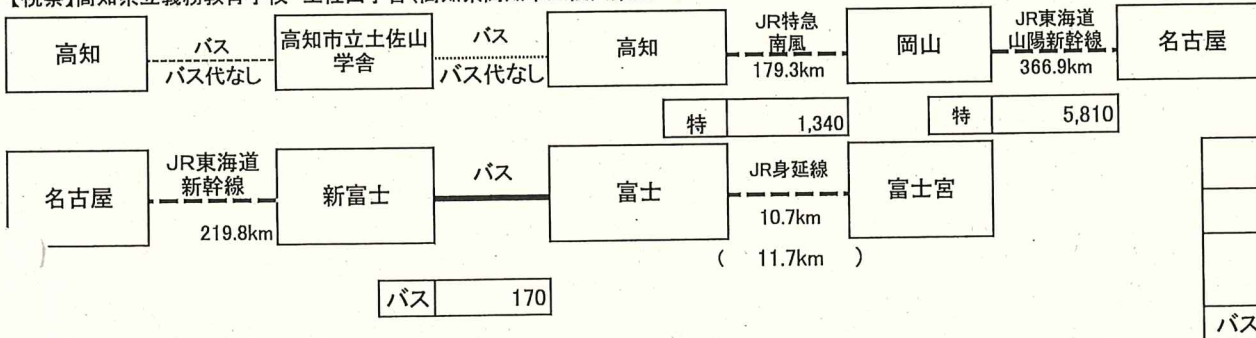 高知
バス
バス代なし
高知市立土佐山
学舎
バス
バス代なし
高知
JR特急
南風
179.3km
岡山
JR東海道
山陽新幹線
366.9km
名古屋
特 1,340
特 5,810
名古屋
JR東海道
新幹線
219.8km
新富士
バス
富士
JR身延線
10.7km
( 11.7km )
富士宮
バス 170
バス